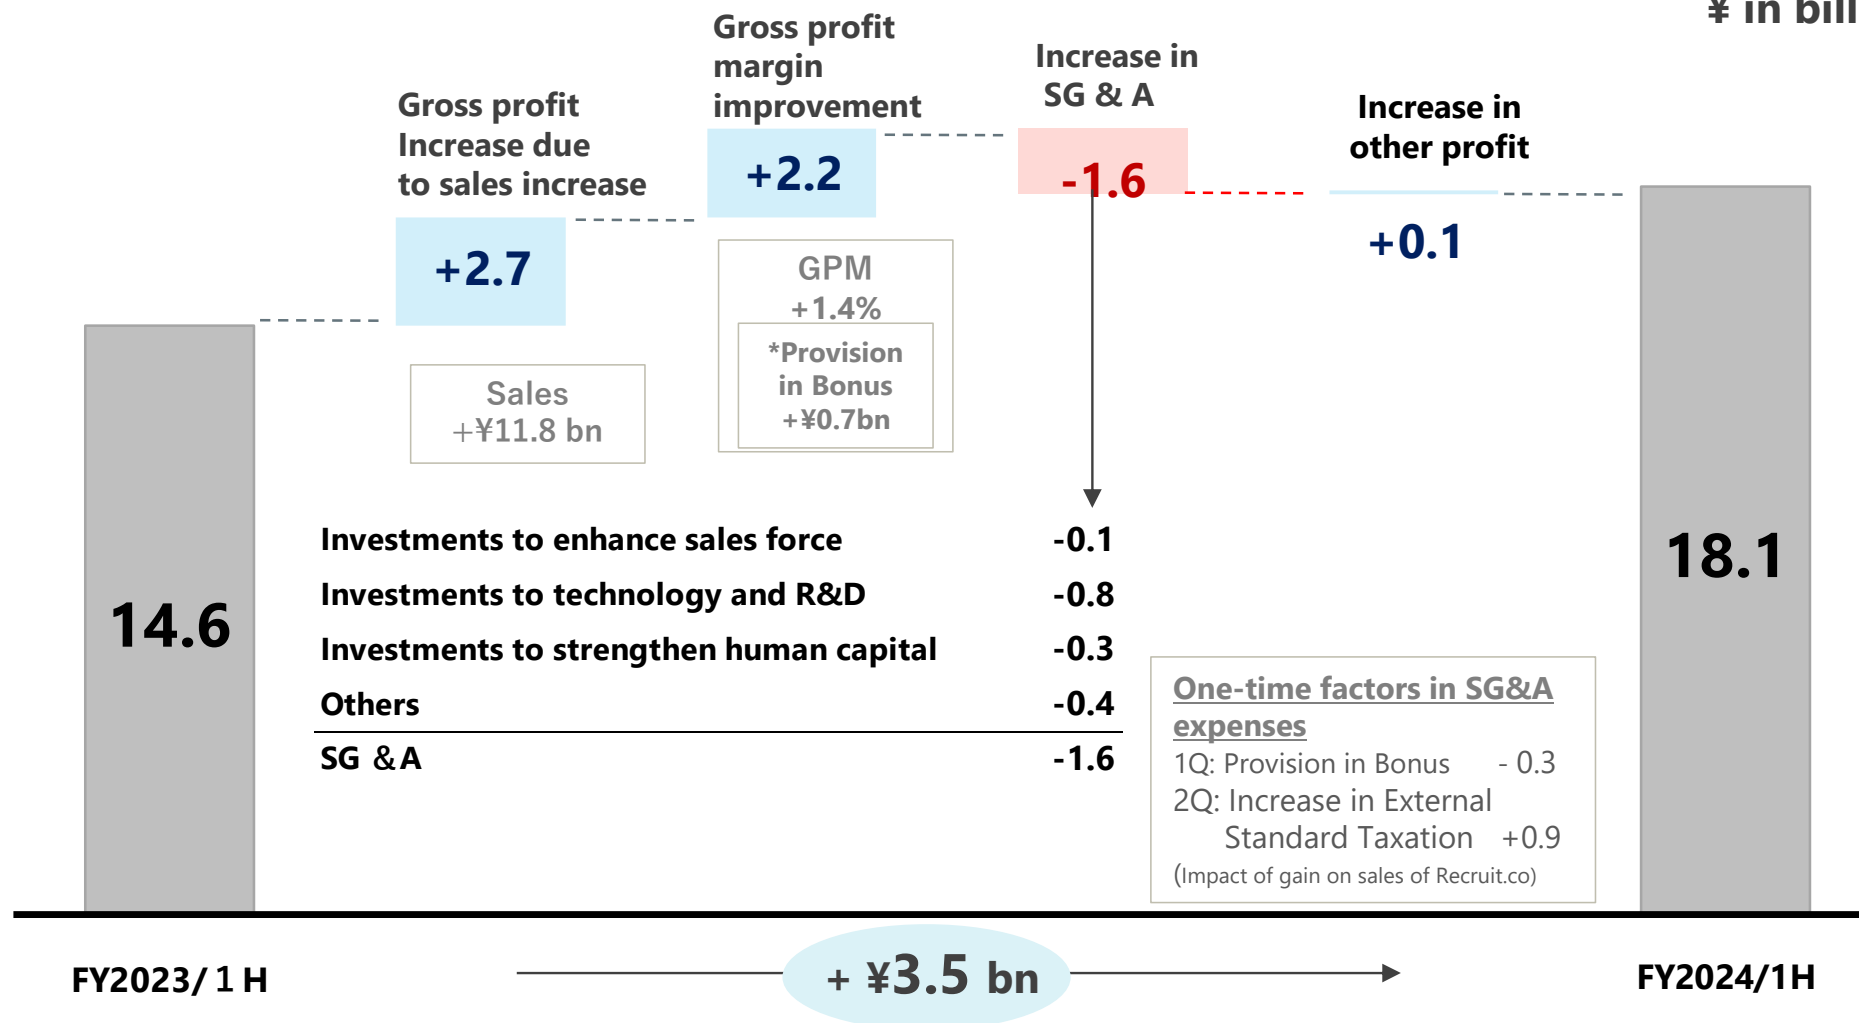 ¥ in bill
Gross profit
Increase due
to sales increase
Gross profit
margin
improvement
Increase in
SG & A
Increase in
other profit
+2.7
+2.2
-1.6
+0.1
Sales
+¥11.8 bn
GPM
+1.4%
*Provision
in Bonus
+¥0.7bn
14.6
18.1
Investments to enhance sales force -0.1
Investments to technology and R&D -0.8
Investments to strengthen human capital -0.3
Others -0.4
SG &A -1.6
One-time factors in SG&A
expenses
1Q: Provision in Bonus - 0.3
2Q: Increase in External
Standard Taxation +0.9
(Impact of gain on sales of Recruit.co)
FY2023/１H
+ ¥3.5 bn
FY2024/1H